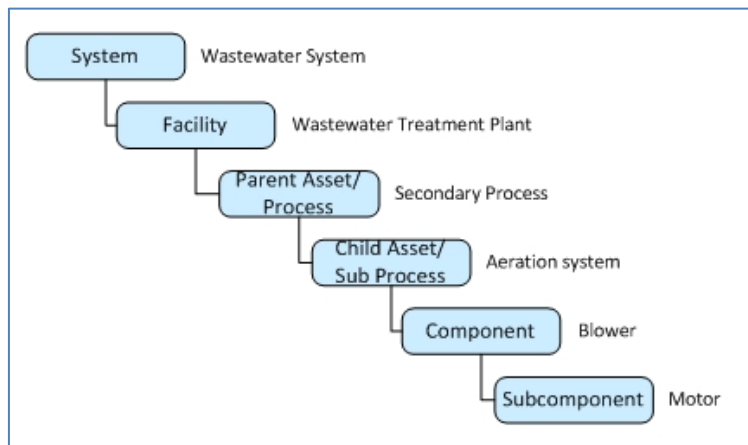 System
Wastewater System
Facility
Wastewater Treatment Plant
Parent Asset/
Process
Secondary Process
Child Asset/
Sub Process
Aeration system
Component
Blower
Subcomponent
Motor